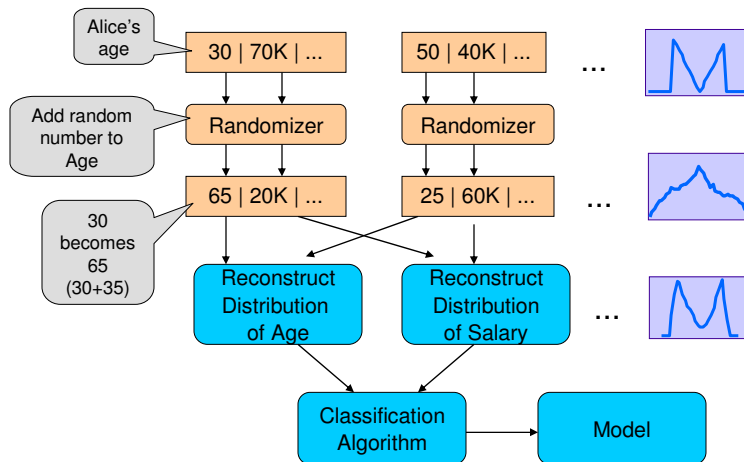 Alice's
age
30 | 70K | ...
50 | 40K | ...
...
Add random
number to
Age
Randomizer
Randomizer
30
becomes
65
(30+35)
65 | 20K | ...
25 | 60K | ...
...
Reconstruct
Distribution
of Age
Reconstruct
Distribution
of Salary
...
Classification
Algorithm
Model